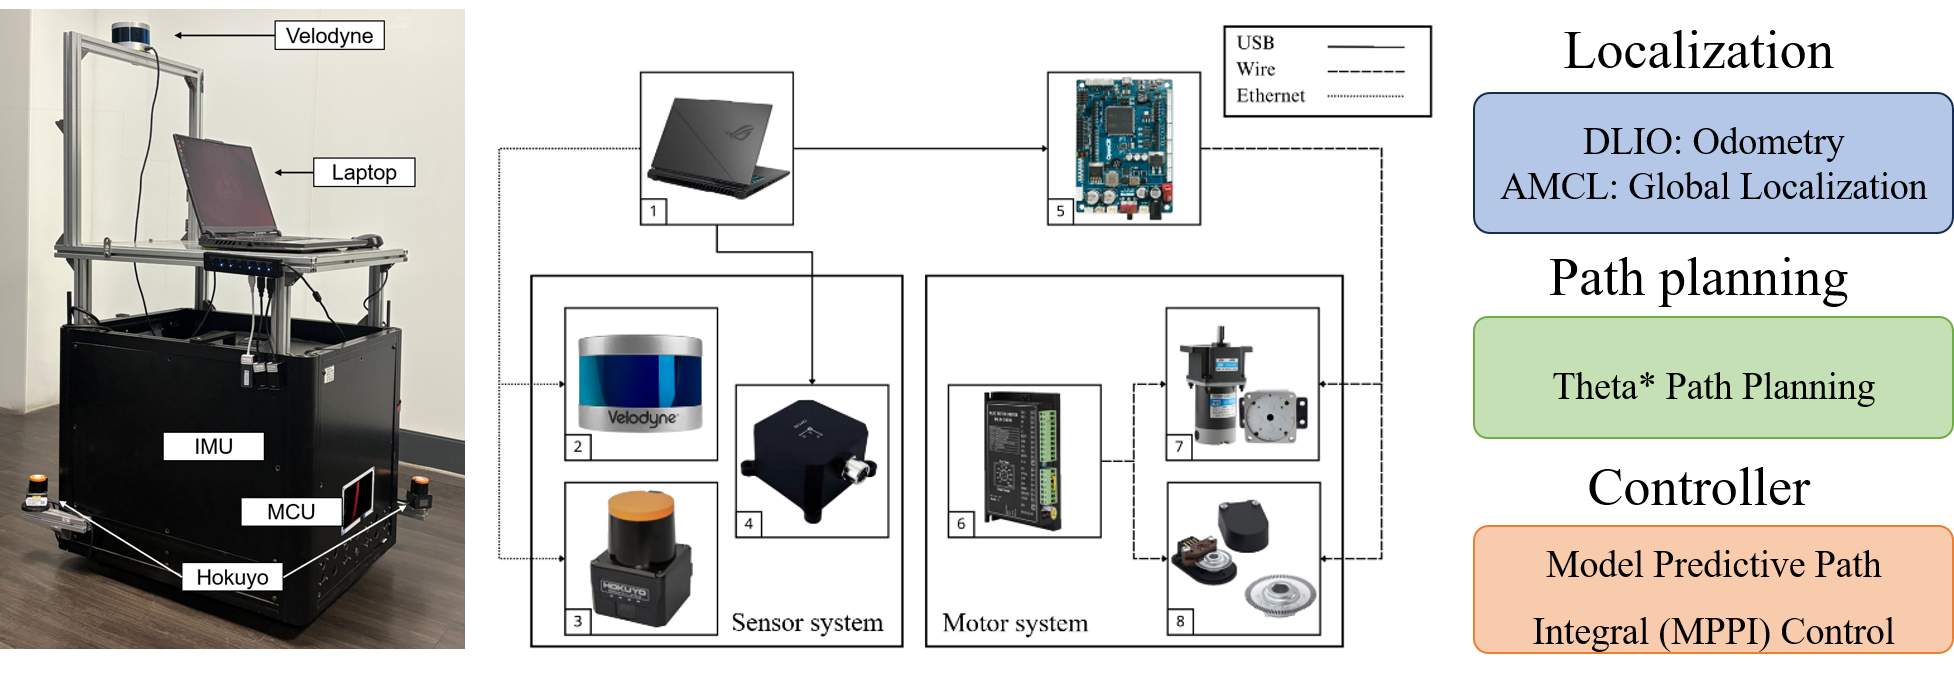 Velodyne
Laptop
IMU
MCU
Hokuyo
USB
Wire
Ethernet
1
5
Velodyne
2
4
HOKUYO
3
Sensor system
6
7
8
Motor system
Localization
DLIO: Odometry
AMCL: Global Localization
Path planning
Theta* Path Planning
Controller
Model Predictive Path
Integral (MPPI) Control